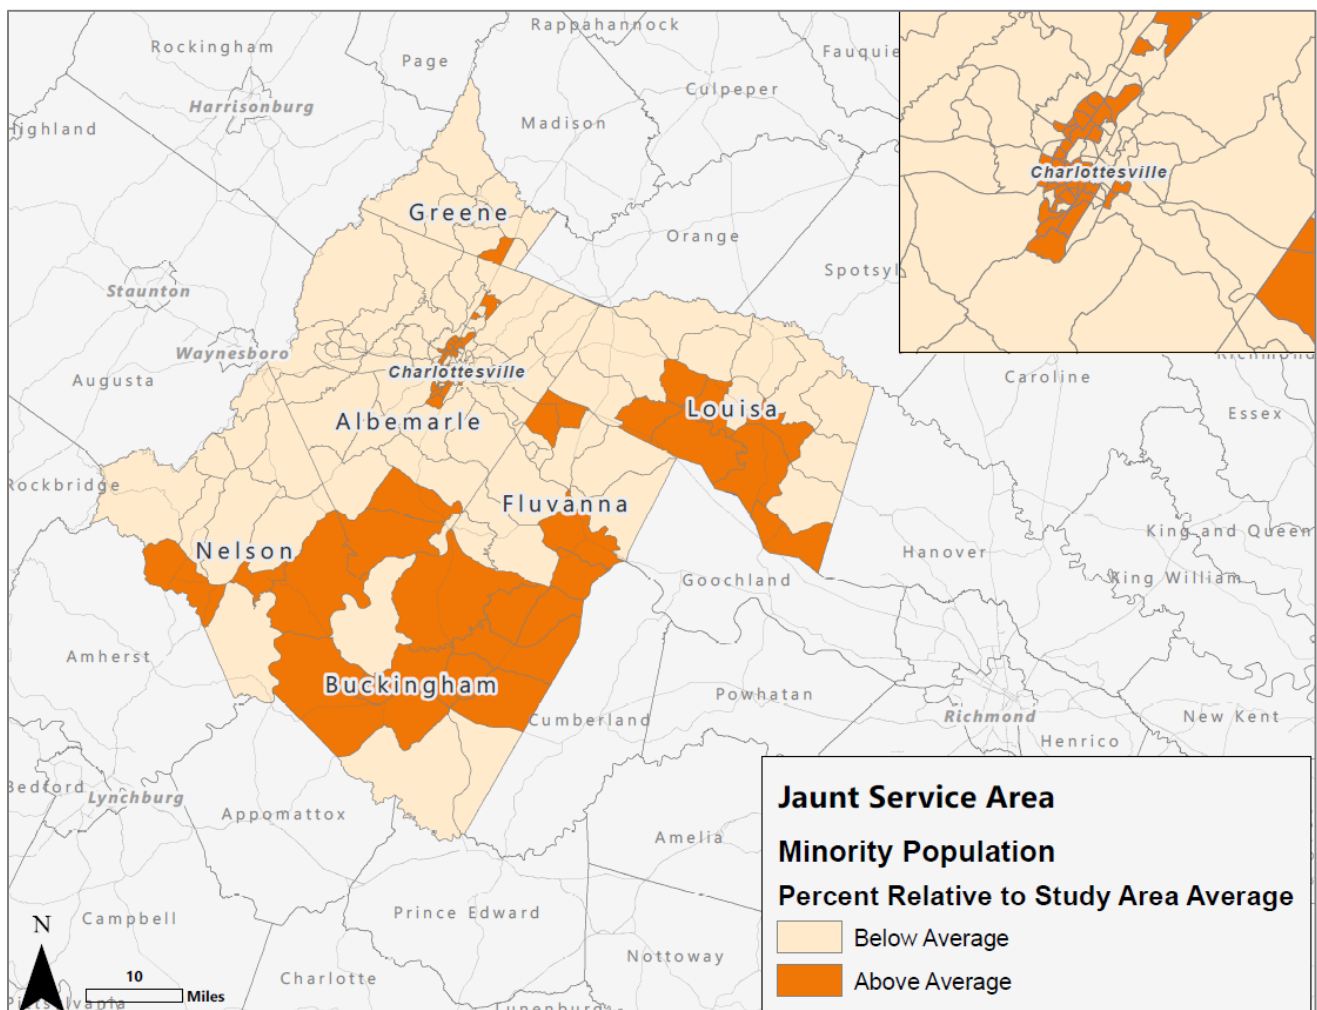 Rappahannock
Rockingham
Page
Fauquie
Culpeper
Harrisonburg
Madison
Highland
Charlottesville
Greene
Orange
Spotsyl
Staunton
Waynesboro
Charlottesville
Augusta
Caroline
Louisa
Essex
Albemarle
Rockbridge
Fluvanna
King and Queen
Nelson
Hanover
King William
Goochland
Amherst
Buckingham
Powhatan
Cumberland
Richmond
New Kent
Henrico
Bedford
Lynchburg
Appomattox
Amelia
Campbell
Prince Edward
Nottoway
Charlotte
Lunenburg
N
10
Miles
Jaunt Service Area
Minority Population
Percent Relative to Study Area Average
Below Average
Above Average